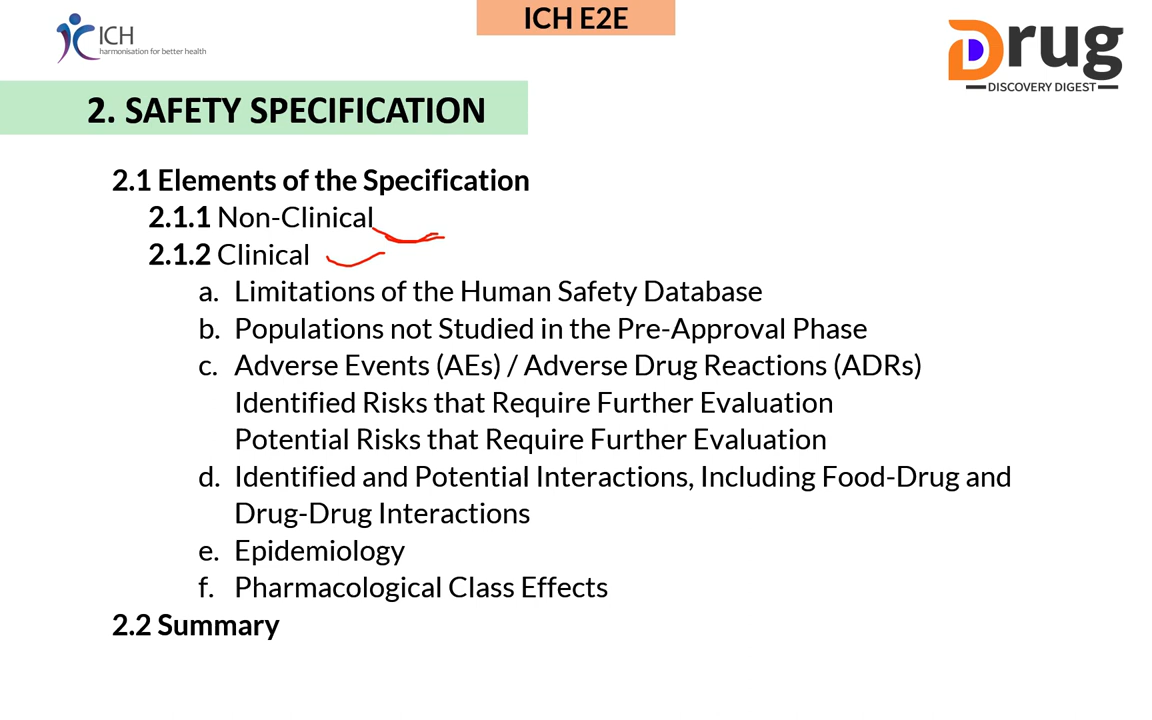 ICH E2E
ICH
harmonisation for better health
Drug
DISCOVERY DIGEST
2. SAFETY SPECIFICATION
2.1 Elements of the Specification
2.1.1 Non-Clinical
2.1.2 Clinical
a. Limitations of the Human Safety Database
b. Populations not Studied in the Pre-Approval Phase
c. Adverse Events (AEs) / Adverse Drug Reactions (ADRs)
Identified Risks that Require Further Evaluation
Potential Risks that Require Further Evaluation
d. Identified and Potential Interactions, Including Food-Drug and
Drug-Drug Interactions
e. Epidemiology
f. Pharmacological Class Effects
2.2 Summary